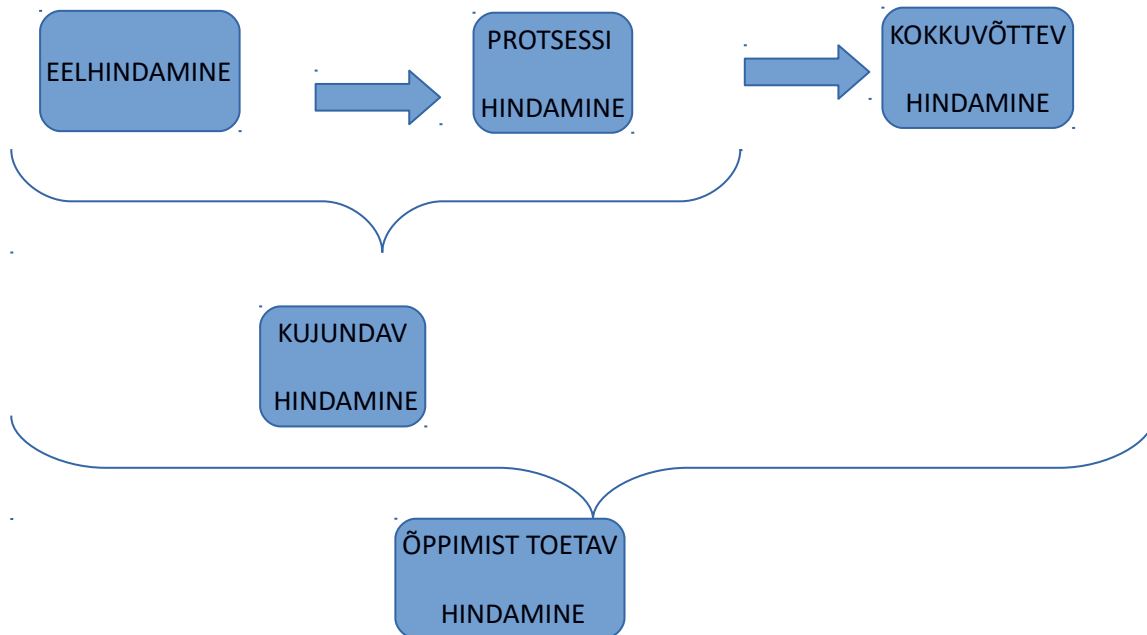 EELHINDAMINE
PROTSESSI
HINDAMINE
KOKKUVÕTTEV
HINDAMINE
KUJUNDAV
HINDAMINE
ÕPPIMIST TOETAV
HINDAMINE